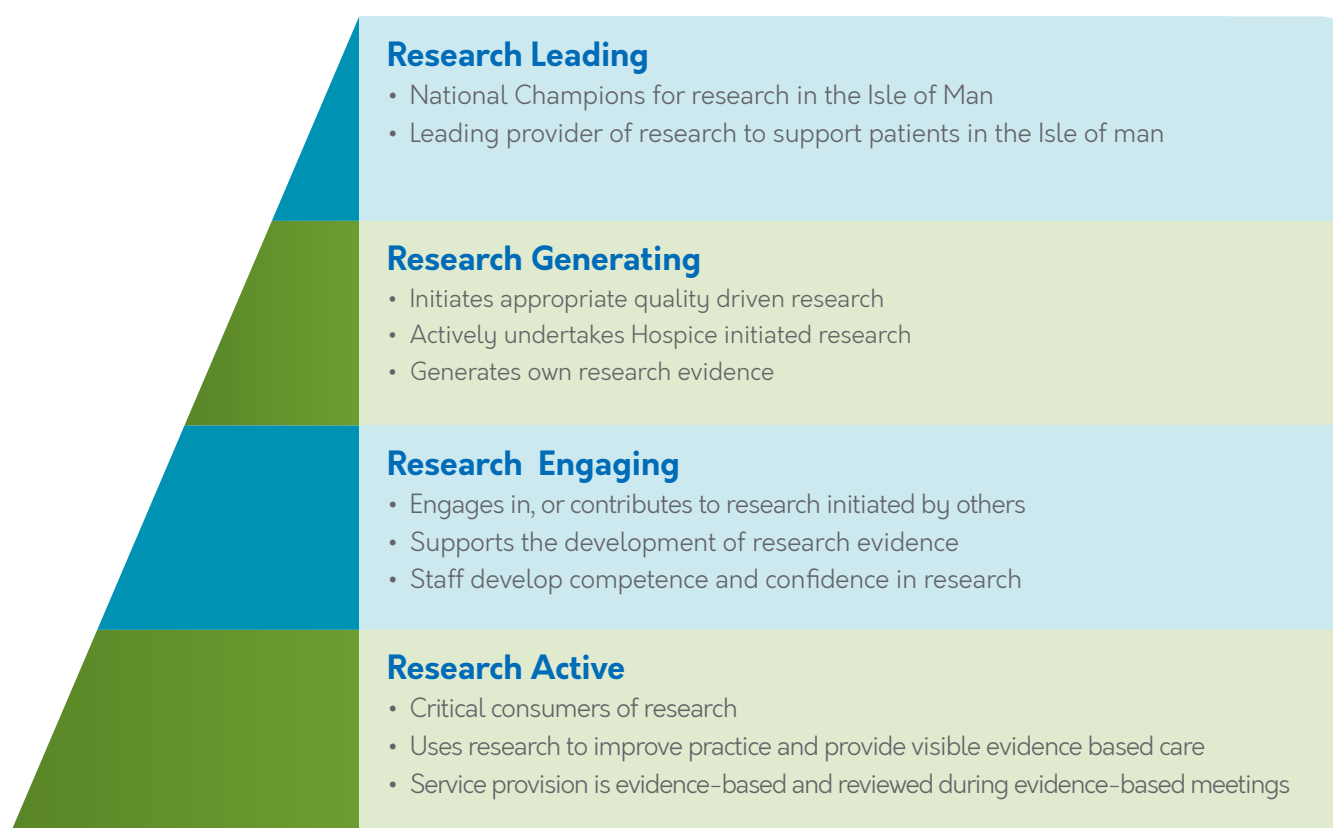 Research Leading
• National Champions for research in the Isle of Man
• Leading provider of research to support patients in the Isle of man
Research Generating
• Initiates appropriate quality driven research
• Actively undertakes Hospice initiated research
• Generates own research evidence
Research Engaging
• Engages in, or contributes to research initiated by others
• Supports the development of research evidence
• Staff develop competence and confidence in research
Research Active
• Critical consumers of research
• Uses research to improve practice and provide visible evidence based care
• Service provision is evidence-based and reviewed during evidence-based meetings